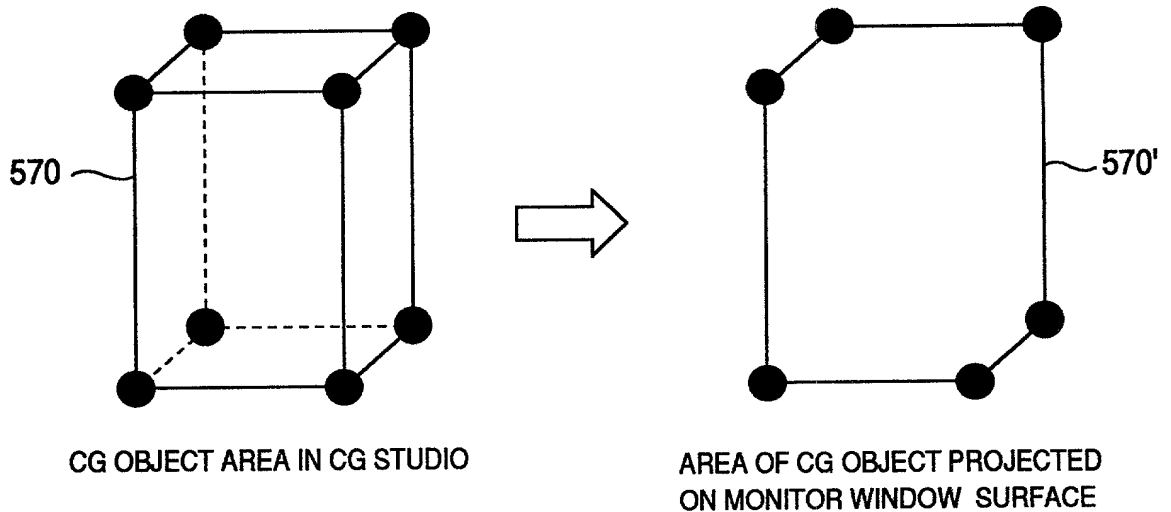 570
570'
CG OBJECT AREA IN CG STUDIO
AREA OF CG OBJECT PROJECTED
ON MONITOR WINDOW SURFACE